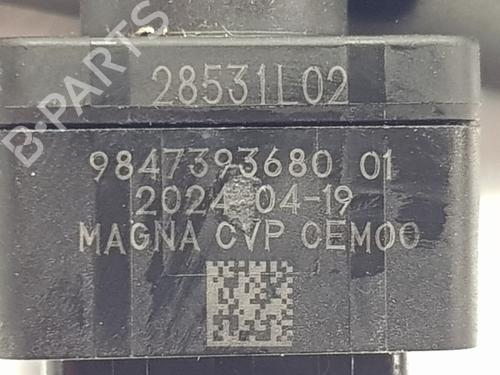 B-PARTS
28531L02
9847393680 01
2024-04-19
MAGNA CVP CEM00